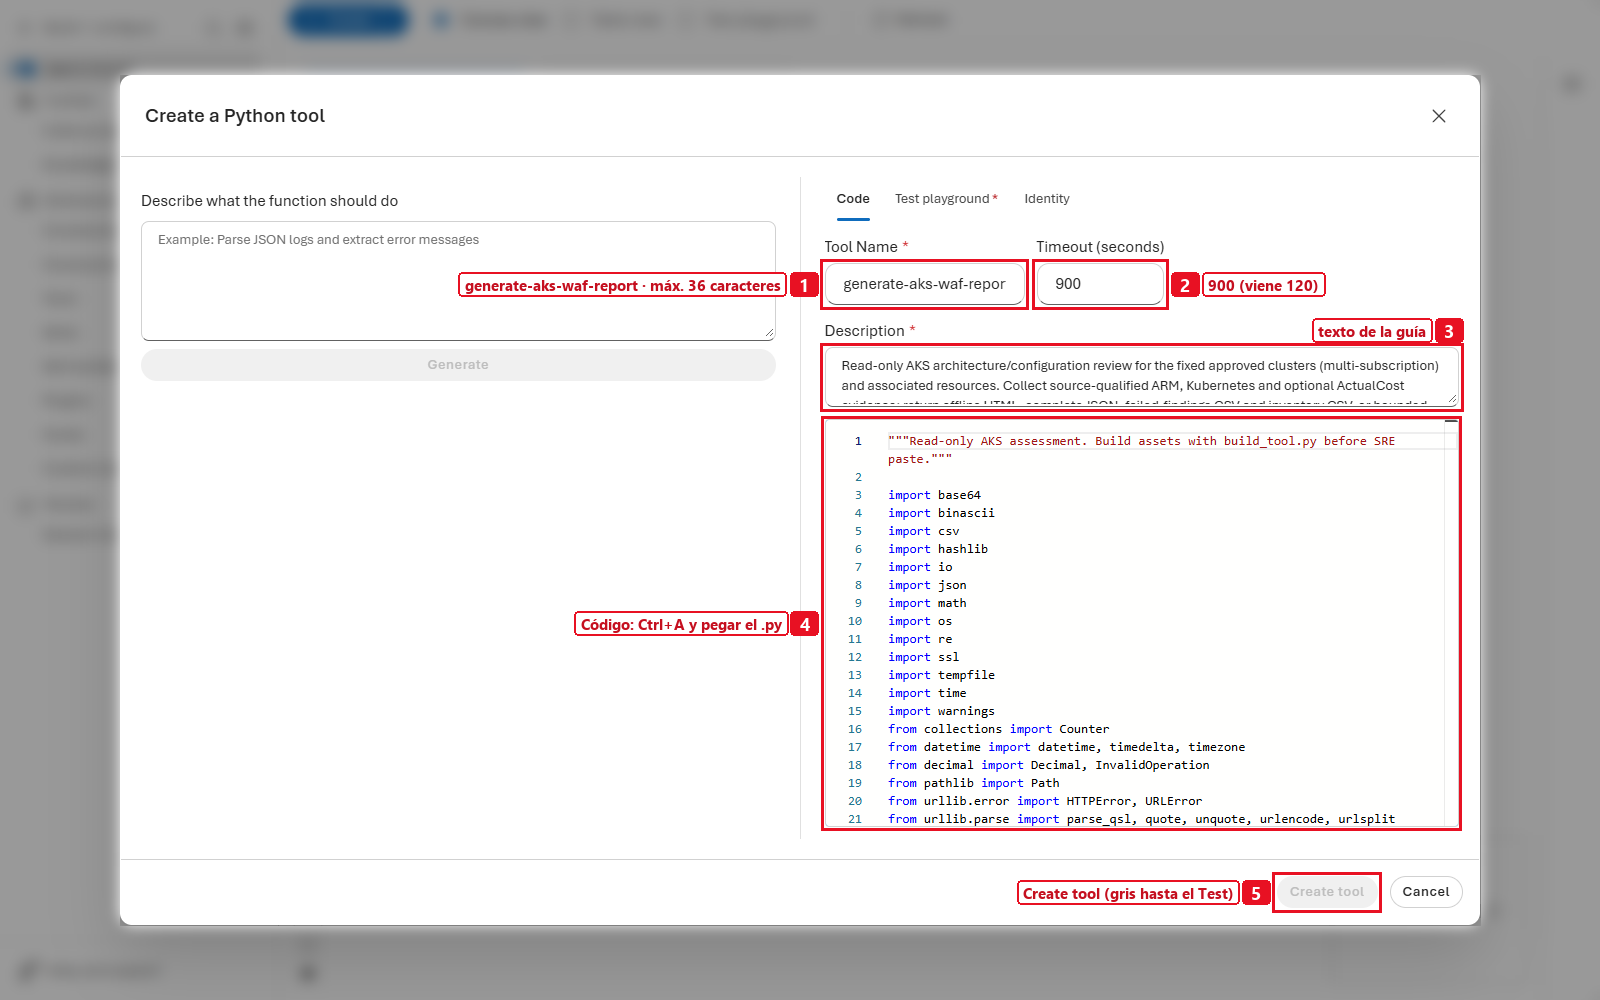 Create a Python tool
Describe what the function should do
Example: Parse JSON logs and extract error messages
Generate
Code
Test playground *
Identity
Tool Name *
Timeout (seconds)
generate-aks-waf-report · máx. 36 caracteres
1
generate-aks-waf-repor
900
2
900 (viene 120)
Description *
texto de la guía
3
Read-only AKS architecture/configuration review for the fixed approved clusters (multi-subscription)
and associated resources. Collect source-qualified ARM, Kubernetes and optional ActualCost
1 """Read-only AKS assessment. Build assets with build_tool.py before SRE
paste."""
2
3 import base64
4 import binascii
5 import csv
6 import hashlib
7 import io
8 import json
9 import math
10 import os
11 import re
12 import ssl
13 import tempfile
14 import time
15 import warnings
16 from collections import Counter
17 from datetime import datetime, timedelta, timezone
18 from decimal import Decimal, InvalidOperation
19 from pathlib import Path
20 from urllib.error import HTTPError, URLError
21 from urllib.parse import parse_qsl, quote, unquote, urlencode, urlsplit
Código: Ctrl+A y pegar el .py
4
Create tool (gris hasta el Test)
5
Create tool
Cancel